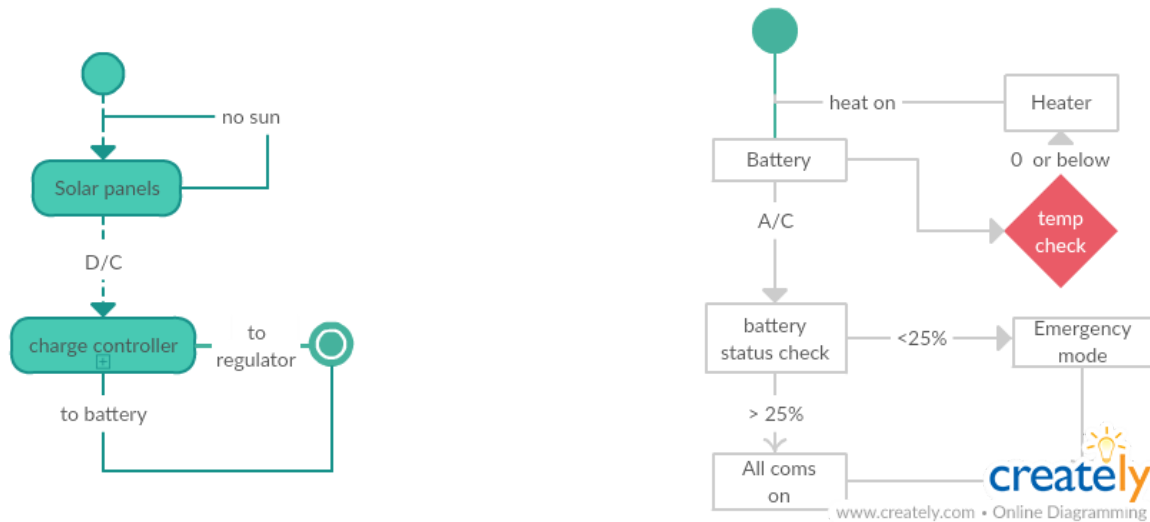 no sun
Solar panels
D/C
charge controller
to
regulator
to battery
heat on
Heater
Battery
0 or below
A/C
temp
check
battery
status check
<25%
Emergency
mode
> 25%
All coms
on
creately
www.creately.com • Online Diagramming